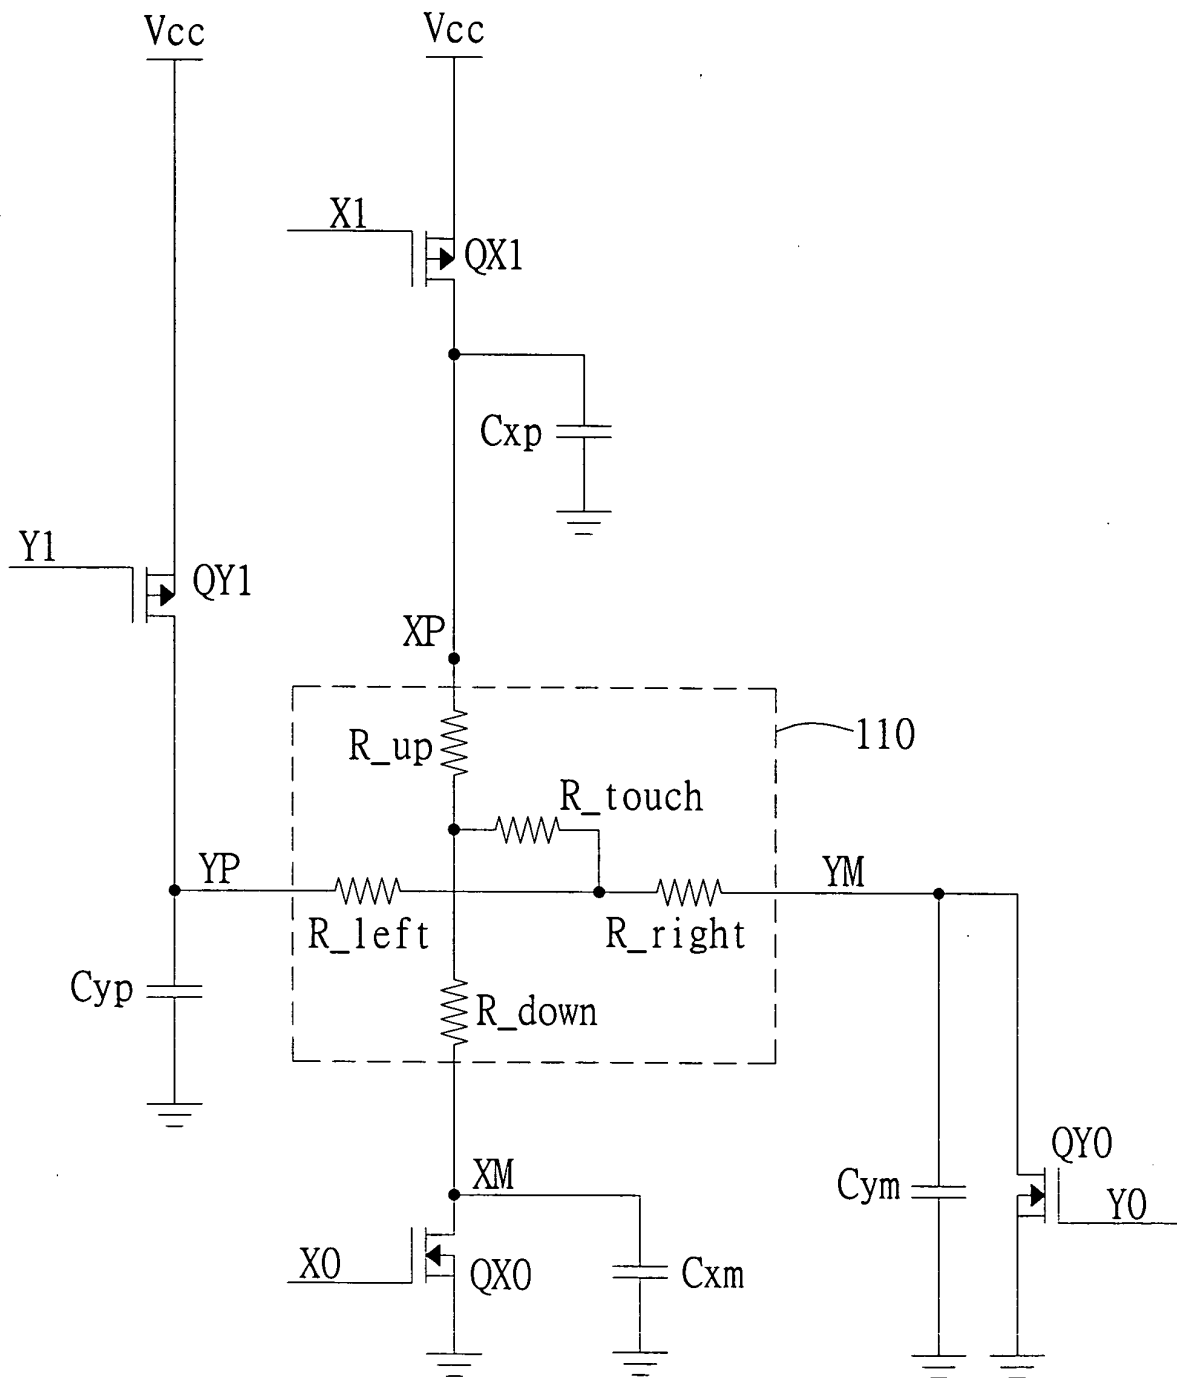 Vcc
Vcc
X1
QX1
Cxp
Y1
QY1
XP
R_up
110
R_touch
YP
YM
R_left
R_right
Cyp
R_down
QY0
XM
Cym
Y0
X0
QX0
Cxm